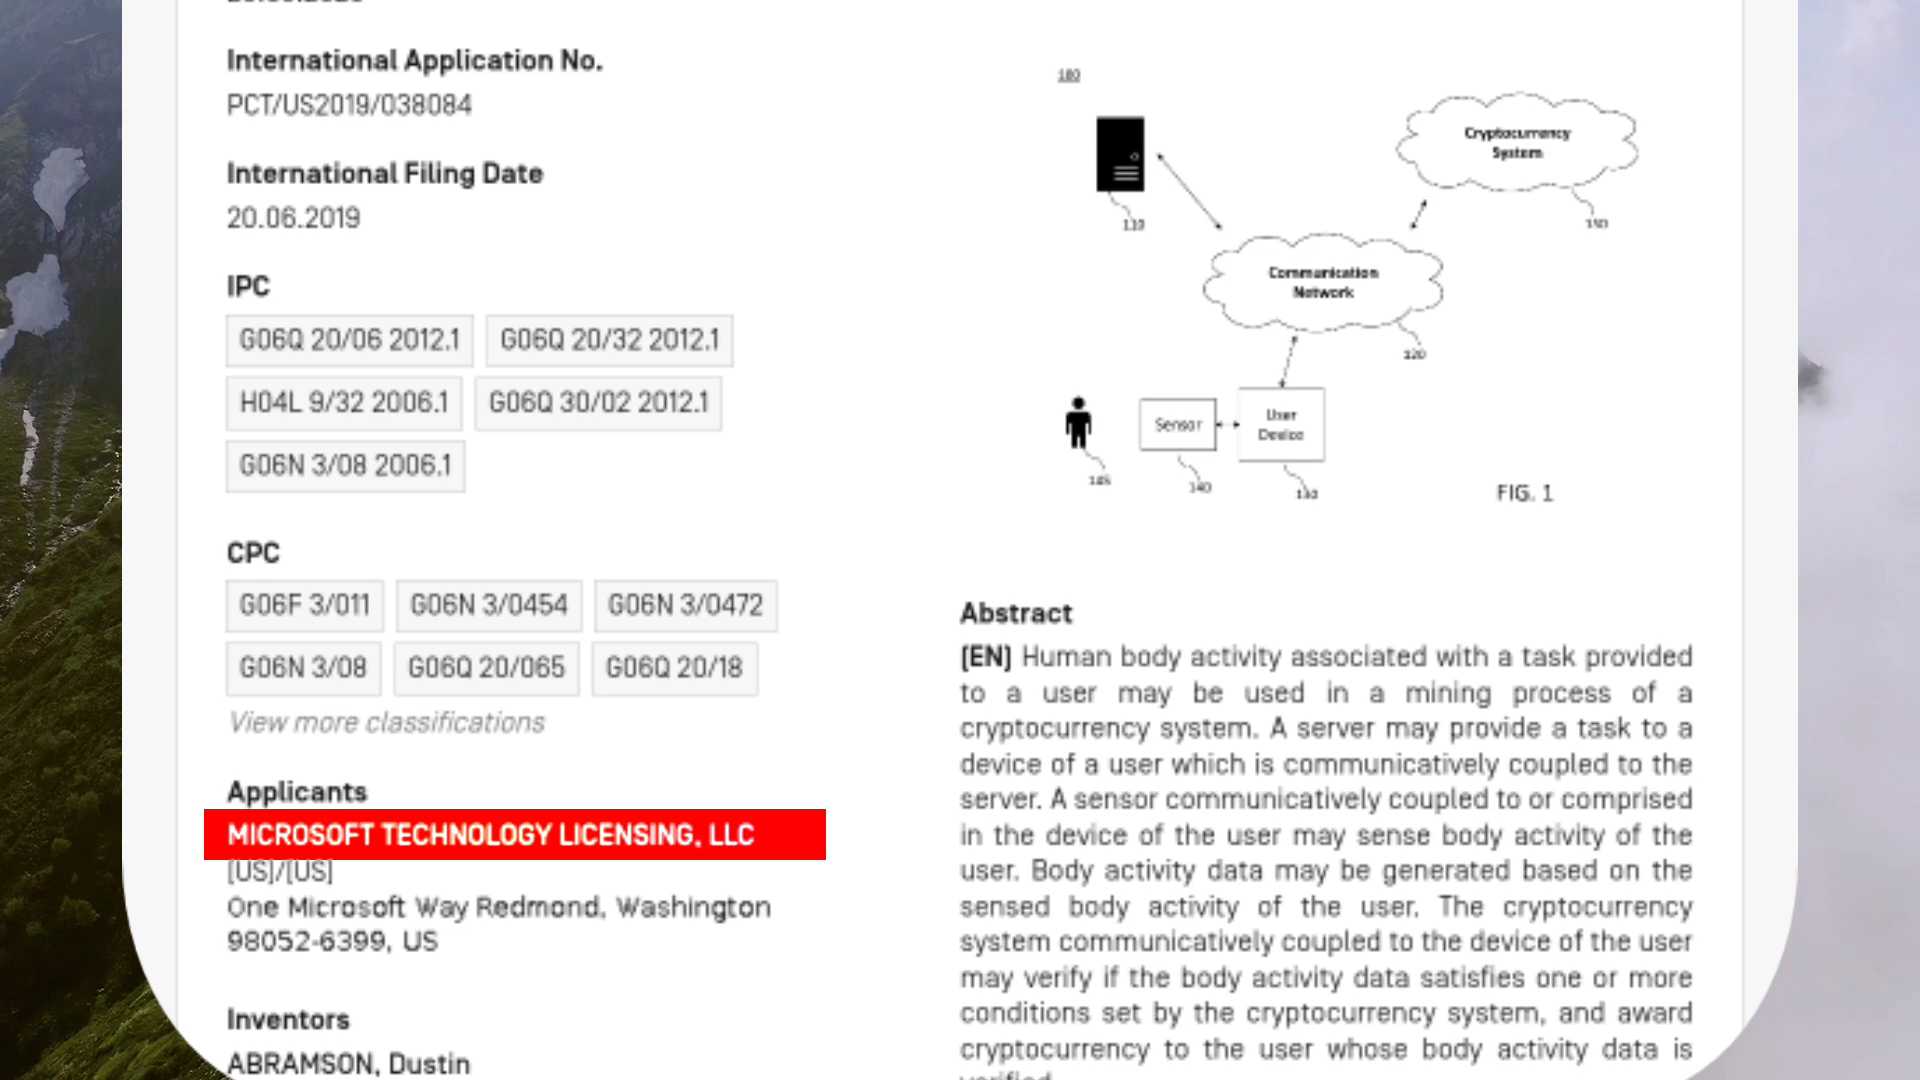 International Application No.
PCT/US2019/038084
International Filing Date
20.06.2019
IPC
G06Q 20/06 2012.1
G06Q 20/32 2012.1
H04L 9/32 2006.1
G06Q 30/02 2012.1
G06N 3/08 2006.1
CPC
G06F 3/011
G06N 3/0454
G06N 3/0472
G06N 3/08
G06Q 20/065
G06Q 20/18
View more classifications
Applicants
MICROSOFT TECHNOLOGY LICENSING, LLC
[US]/[US]
One Microsoft Way Redmond, Washington
98052-6399, US
Inventors
ABRAMSON, Dustin
100
Cryptocurrency
System
110
150
Communication
Network
120
Sensor
User
Device
145
140
130
FIG. 1
Abstract
[EN] Human body activity associated with a task provided
to a user may be used in a mining process of a
cryptocurrency system. A server may provide a task to a
device of a user which is communicatively coupled to the
server. A sensor communicatively coupled to or comprised
in the device of the user may sense body activity of the
user. Body activity data may be generated based on the
sensed body activity of the user. The cryptocurrency
system communicatively coupled to the device of the user
may verify if the body activity data satisfies one or more
conditions set by the cryptocurrency system, and award
cryptocurrency to the user whose body activity data is